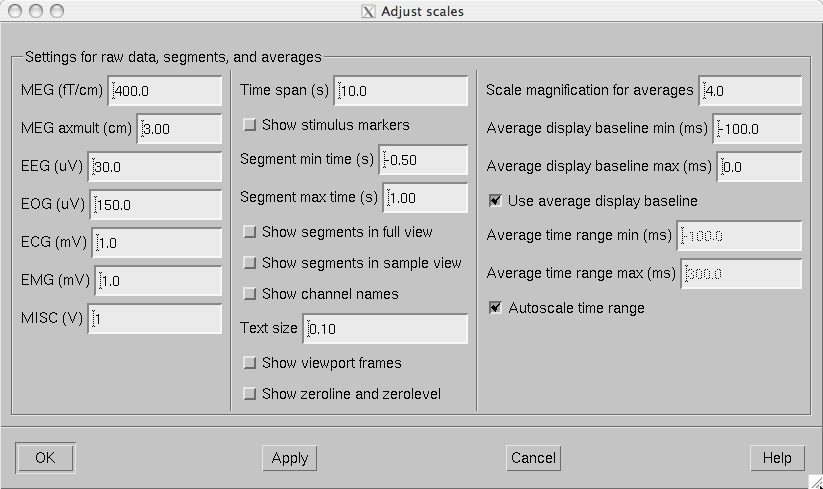 Adjust scales
Settings for raw data, segments, and averages
MEG (fT/cm) 400.0
MEG axmult (cm) 3.00
EEG (uV) 30.0
EOG (uV) 150.0
ECG (mV) 1.0
EMG (mV) 1.0
MISC (V) 1
Time span (s) 10.0
Show stimulus markers
Segment min time (s) -0.50
Segment max time (s) 1.00
Show segments in full view
Show segments in sample view
Show channel names
Text size 0.10
Show viewport frames
Show zeroline and zerolevel
Scale magnification for averages 4.0
Average display baseline min (ms) -100.0
Average display baseline max (ms) 0.0
Use average display baseline
Average time range min (ms) -100.0
Average time range max (ms) 300.0
Autoscale time range
OK Apply Cancel Help